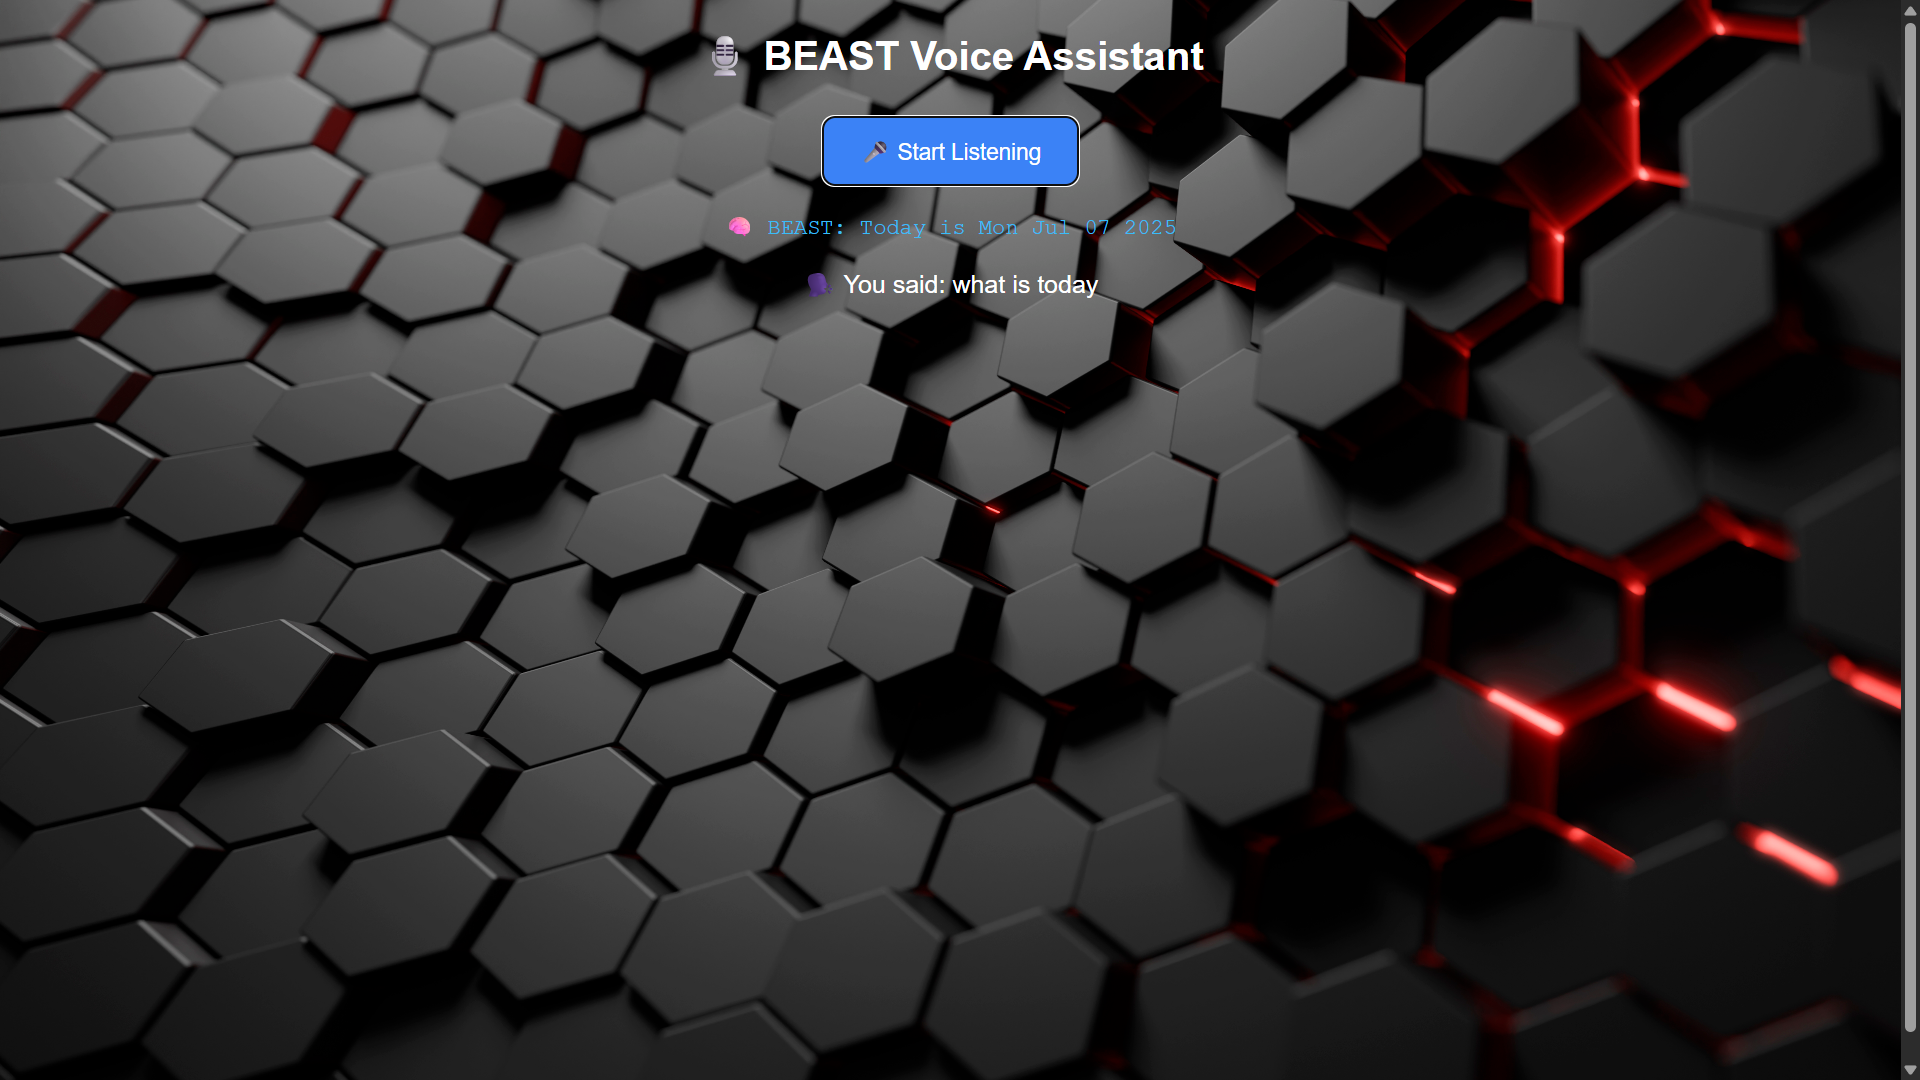 🎙️ BEAST Voice Assistant
🎤 Start Listening
🧠 BEAST: Today is Mon Jul 07 2025
🗣️ You said: what is today